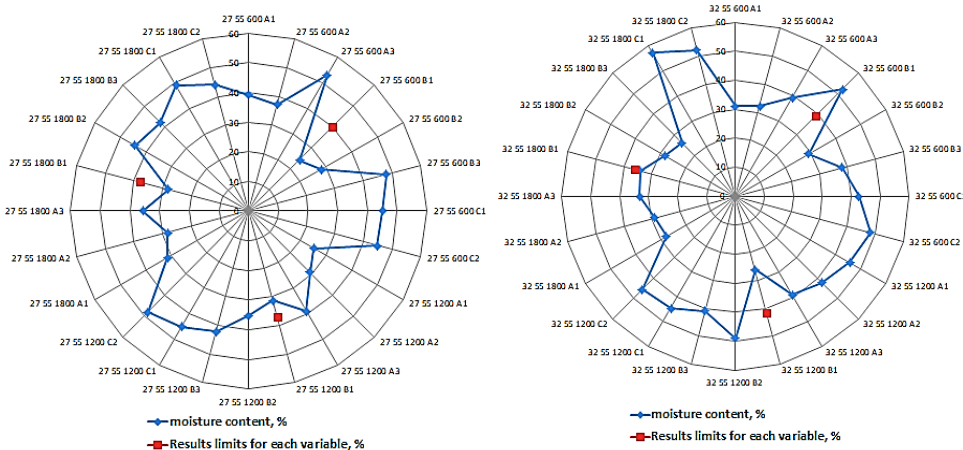 27 55 600 A1
27 55 600 A2
27 55 600 A3
27 55 600 B1
27 55 600 B2
27 55 600 B3
27 55 600 C1
27 55 600 C2
27 55 1200 A1
27 55 1200 A2
27 55 1200 A3
27 55 1200 B1
27 55 1200 B2
27 55 1200 B3
27 55 1200 C1
27 55 1200 C2
27 55 1800 A1
27 55 1800 A2
27 55 1800 A3
27 55 1800 B1
27 55 1800 B2
27 55 1800 B3
27 55 1800 C1
27 55 1800 C2
60
50
40
30
20
10
0
moisture content, %
Results limits for each variable, %
32 55 600 A1
32 55 600 A2
32 55 600 A3
32 55 600 B1
32 55 600 B2
32 55 600 B3
32 55 600 C
32 55 600 C2
32 55 1200 A1
32 55 1200 A2
32 55 1200 A3
32 55 1200 B1
32 55 1200 B2
32 55 1200 B3
32 55 1200 C1
32 55 1200 C2
32 55 1800 A1
32 55 1800 A2
32 55 1800 A3
32 55 1800 B1
32 55 1800 B2
32 55 1800 B3
32 55 1800 C1
32 55 1800 C2
60
50
40
30
20
10
0
moisture content, %
Results limits for each variable, %